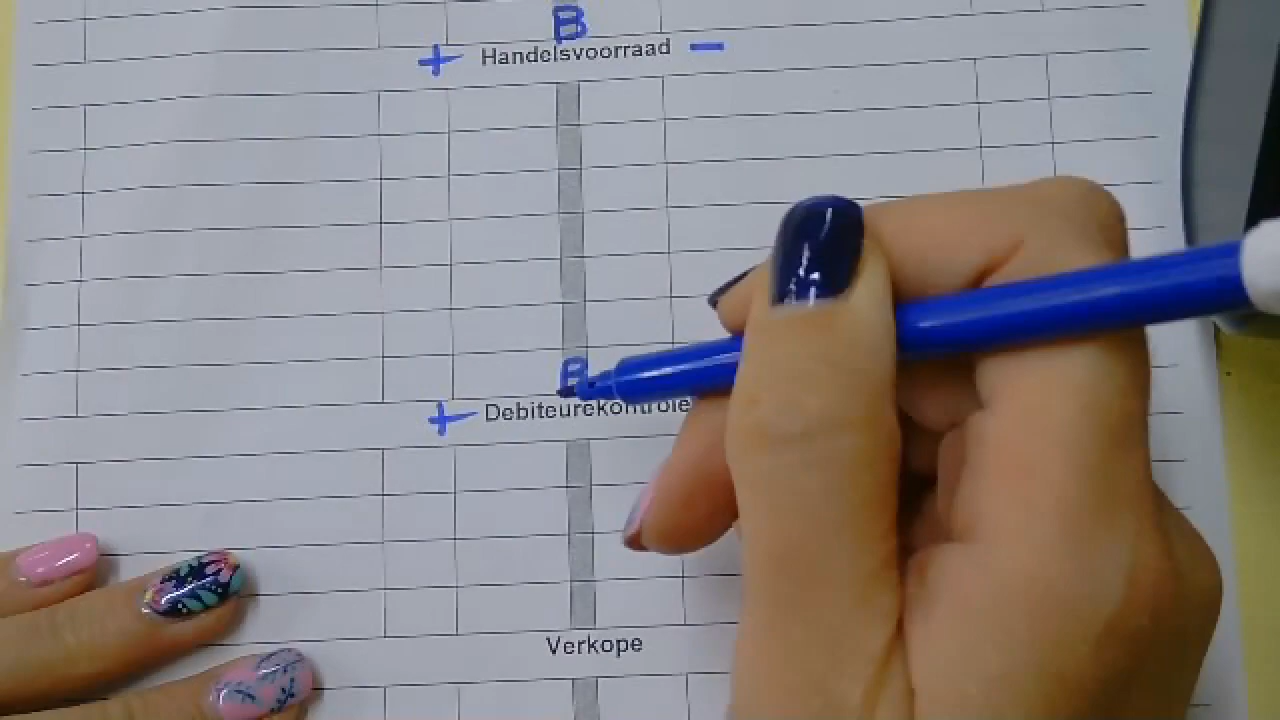 B
+ Handelsvoorraad -
B
+ Debiteurekontrole
Verkope